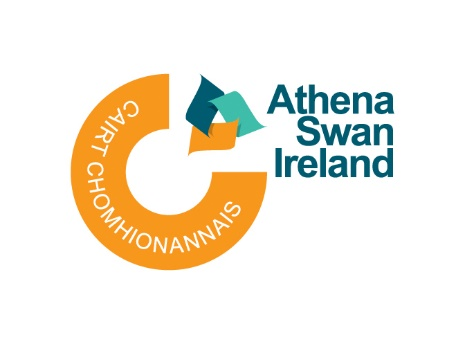 Athena
Swan
Ireland
CAIRT CHOMHIONANNAIS